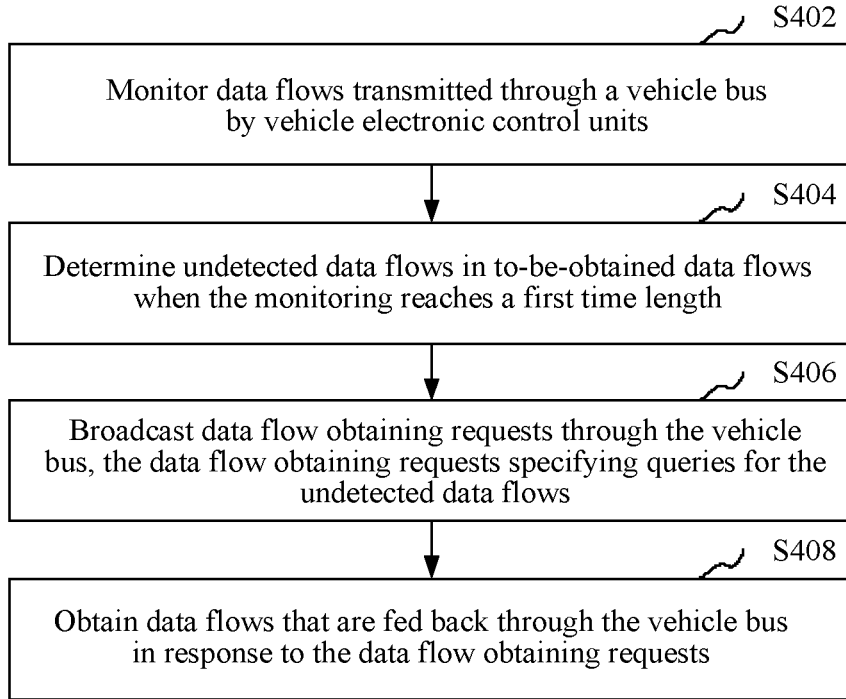 S402
Monitor data flows transmitted through a vehicle bus
by vehicle electronic control units
S404
Determine undetected data flows in to-be-obtained data flows
when the monitoring reaches a first time length
S406
Broadcast data flow obtaining requests through the vehicle
bus, the data flow obtaining requests specifying queries for the
undetected data flows
S408
Obtain data flows that are fed back through the vehicle bus
in response to the data flow obtaining requests